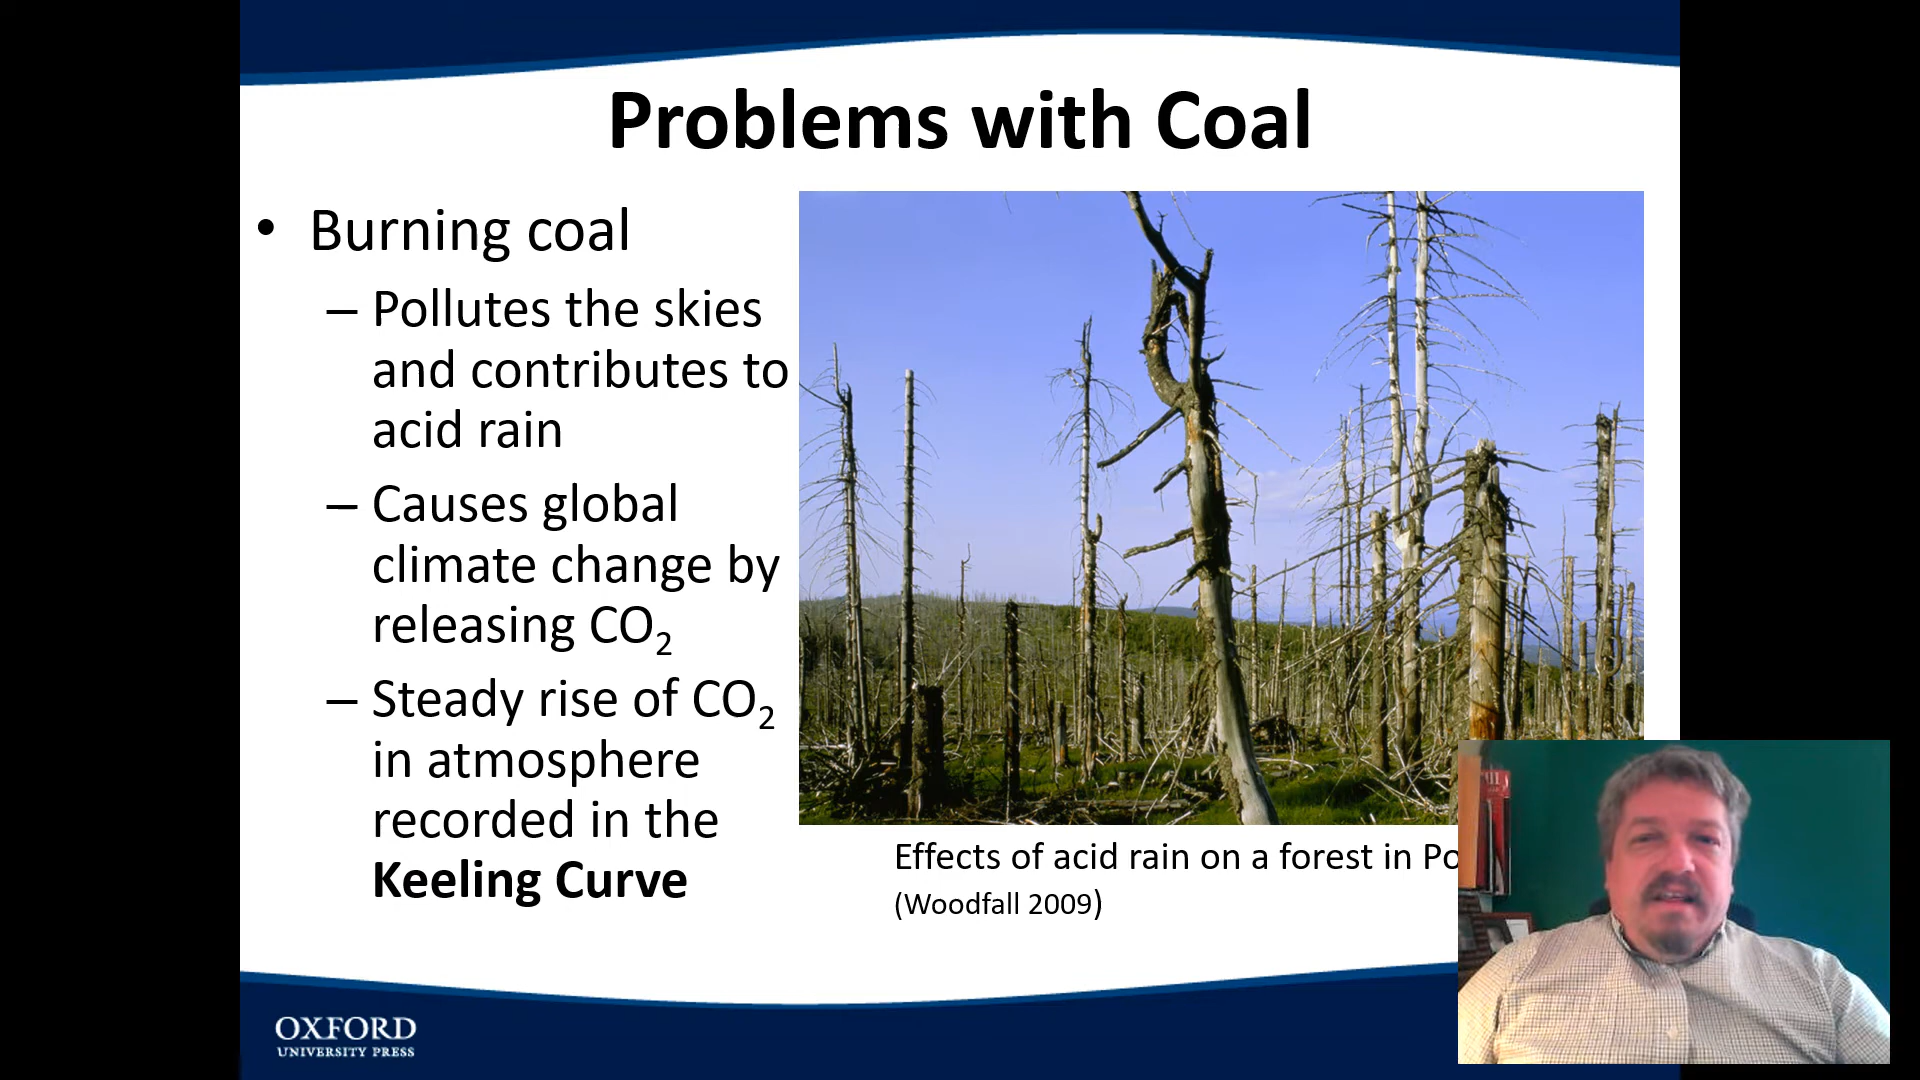 Problems with Coal
• Burning coal
– Pollutes the skies
and contributes to
acid rain
– Causes global
climate change by
releasing CO₂
– Steady rise of CO₂
in atmosphere
recorded in the
Keeling Curve
Effects of acid rain on a forest in
(Woodfall 2009)
OXFORD
UNIVERSITY PRESS